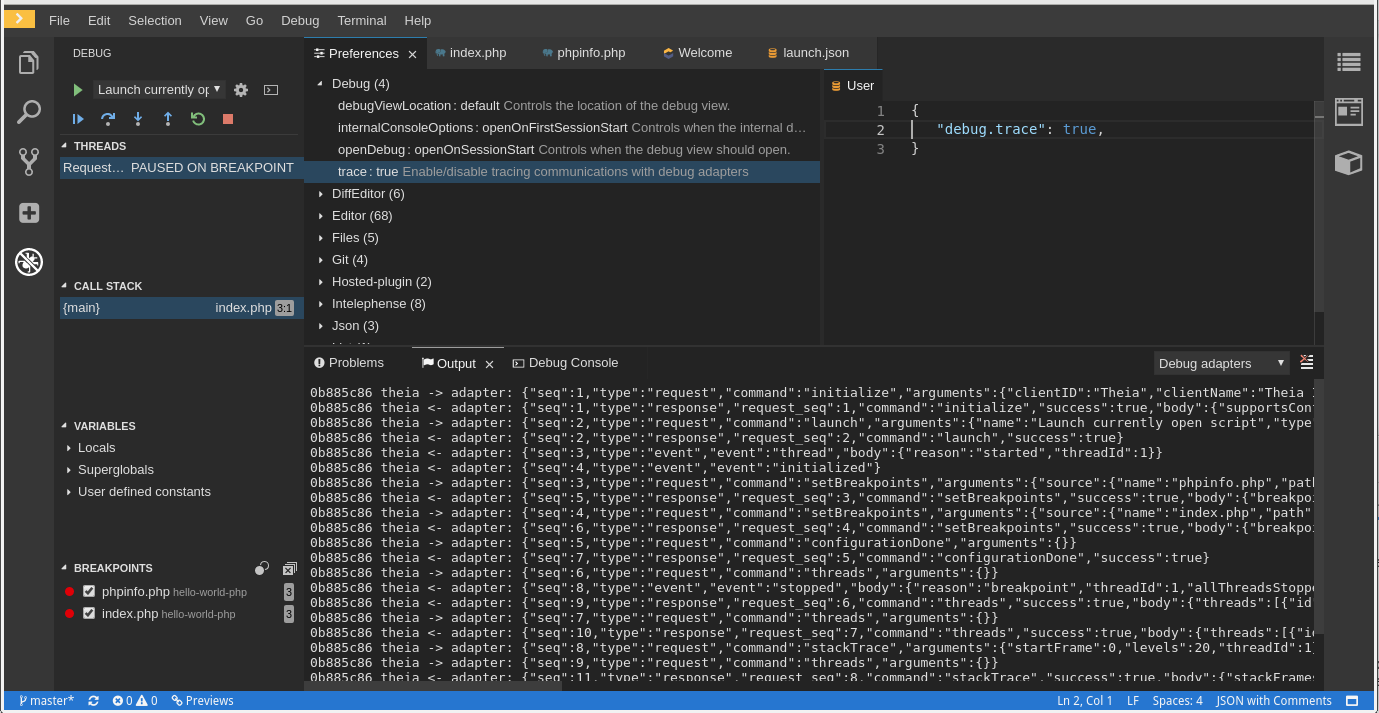 File Edit Selection View Go Debug Terminal Help
DEBUG
Launch currently op
THREADS
Request… PAUSED ON BREAKPOINT
CALL STACK
{main} index.php 3:1
VARIABLES
Locals
Superglobals
User defined constants
BREAKPOINTS
phpinfo.php hello-world-php 3
index.php hello-world-php 3
Preferences index.php phpinfo.php Welcome launch.json
Debug (4)
debugViewLocation: default Controls the location of the debug view.
internalConsoleOptions: openOnFirstSessionStart Controls when the internal d…
openDebug: openOnSessionStart Controls when the debug view should open.
trace: true Enable/disable tracing communications with debug adapters
DiffEditor (6)
Editor (68)
Files (5)
Git (4)
Hosted-plugin (2)
Intelephense (8)
Json (3)
User
1 {
2 "debug.trace": true,
3 }
Problems Output Debug Console Debug adapters
0b885c86 theia -> adapter: {"seq":1,"type":"request","command":"initialize","arguments":{"clientID":"Theia","clientName":"Theia
0b885c86 theia <- adapter: {"seq":1,"type":"response","request_seq":1,"command":"initialize","success":true,"body":{"supportsCon
0b885c86 theia -> adapter: {"seq":2,"type":"request","command":"launch","arguments":{"name":"Launch currently open script","type
0b885c86 theia <- adapter: {"seq":2,"type":"response","request_seq":2,"command":"launch","success":true}
0b885c86 theia <- adapter: {"seq":3,"type":"event","event":"thread","body":{"reason":"started","threadId":1}}
0b885c86 theia <- adapter: {"seq":4,"type":"event","event":"initialized"}
0b885c86 theia -> adapter: {"seq":3,"type":"request","command":"setBreakpoints","arguments":{"source":{"name":"phpinfo.php","path
0b885c86 theia <- adapter: {"seq":5,"type":"response","request_seq":3,"command":"setBreakpoints","success":true,"body":{"breakpoi
0b885c86 theia -> adapter: {"seq":4,"type":"request","command":"setBreakpoints","arguments":{"source":{"name":"index.php","path"
0b885c86 theia <- adapter: {"seq":6,"type":"response","request_seq":4,"command":"setBreakpoints","success":true,"body":{"breakpoi
0b885c86 theia -> adapter: {"seq":5,"type":"request","command":"configurationDone","arguments":{}}
0b885c86 theia <- adapter: {"seq":7,"type":"response","request_seq":5,"command":"configurationDone","success":true}
0b885c86 theia -> adapter: {"seq":6,"type":"request","command":"threads","arguments":{}}
0b885c86 theia <- adapter: {"seq":8,"type":"event","event":"stopped","body":{"reason":"breakpoint","threadId":1,"allThreadsStopp
0b885c86 theia <- adapter: {"seq":9,"type":"response","request_seq":6,"command":"threads","success":true,"body":{"threads":[{"id
0b885c86 theia -> adapter: {"seq":7,"type":"request","command":"threads","arguments":{}}
0b885c86 theia <- adapter: {"seq":10,"type":"response","request_seq":7,"command":"threads","success":true,"body":{"threads":[{"i
0b885c86 theia -> adapter: {"seq":8,"type":"request","command":"stackTrace","arguments":{"startFrame":0,"levels":20,"threadId":1
0b885c86 theia -> adapter: {"seq":9,"type":"request","command":"threads","arguments":{}}
0b885c86 theia <- adapter: {"seq":11,"type":"response","request_seq":8,"command":"stackTrace","success":true,"body":{"stackFrame
master* 0 0 Previews Ln 2, Col 1 LF Spaces: 4 JSON with Comments